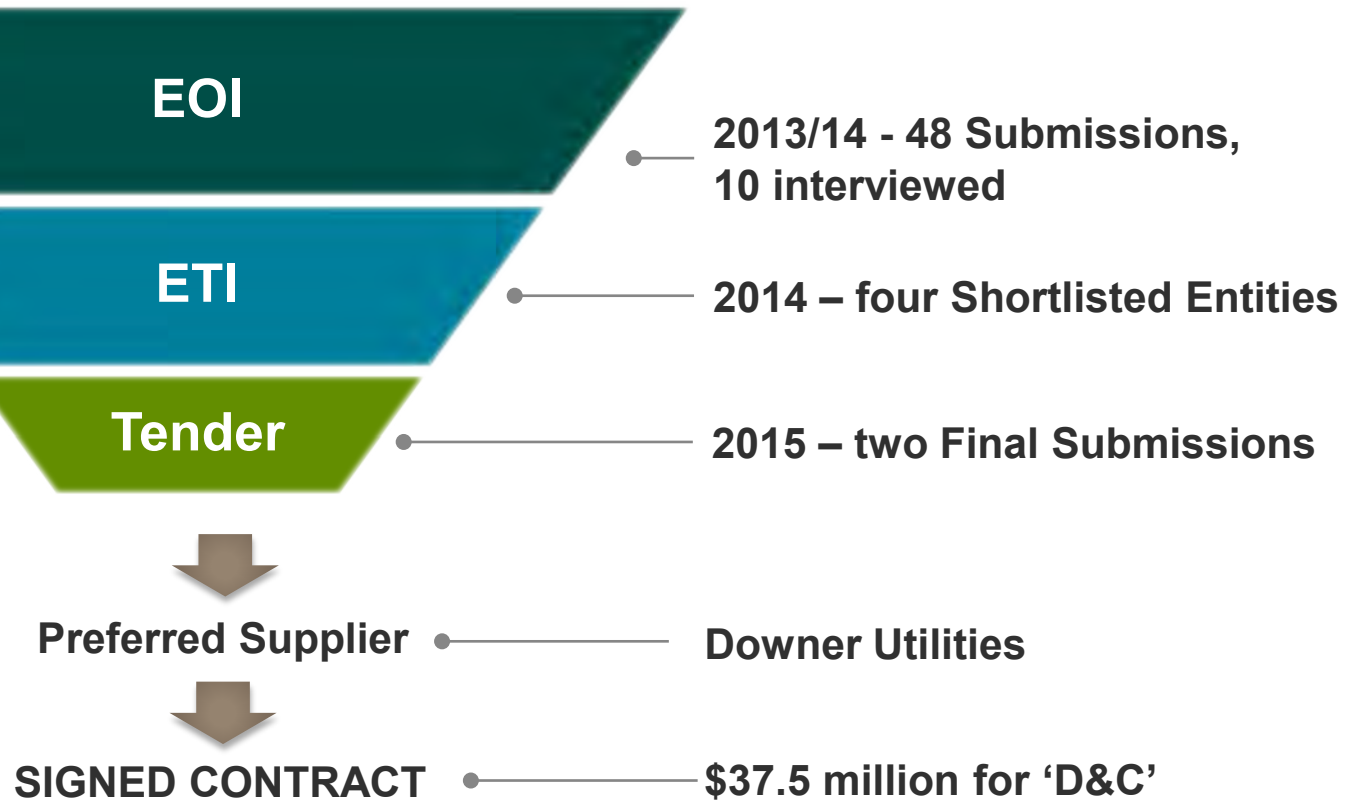 EOI
2013/14 - 48 Submissions,
10 interviewed
ETI
2014 – four Shortlisted Entities
Tender
2015 – two Final Submissions
Preferred Supplier
Downer Utilities
SIGNED CONTRACT
$37.5 million for ‘D&C’